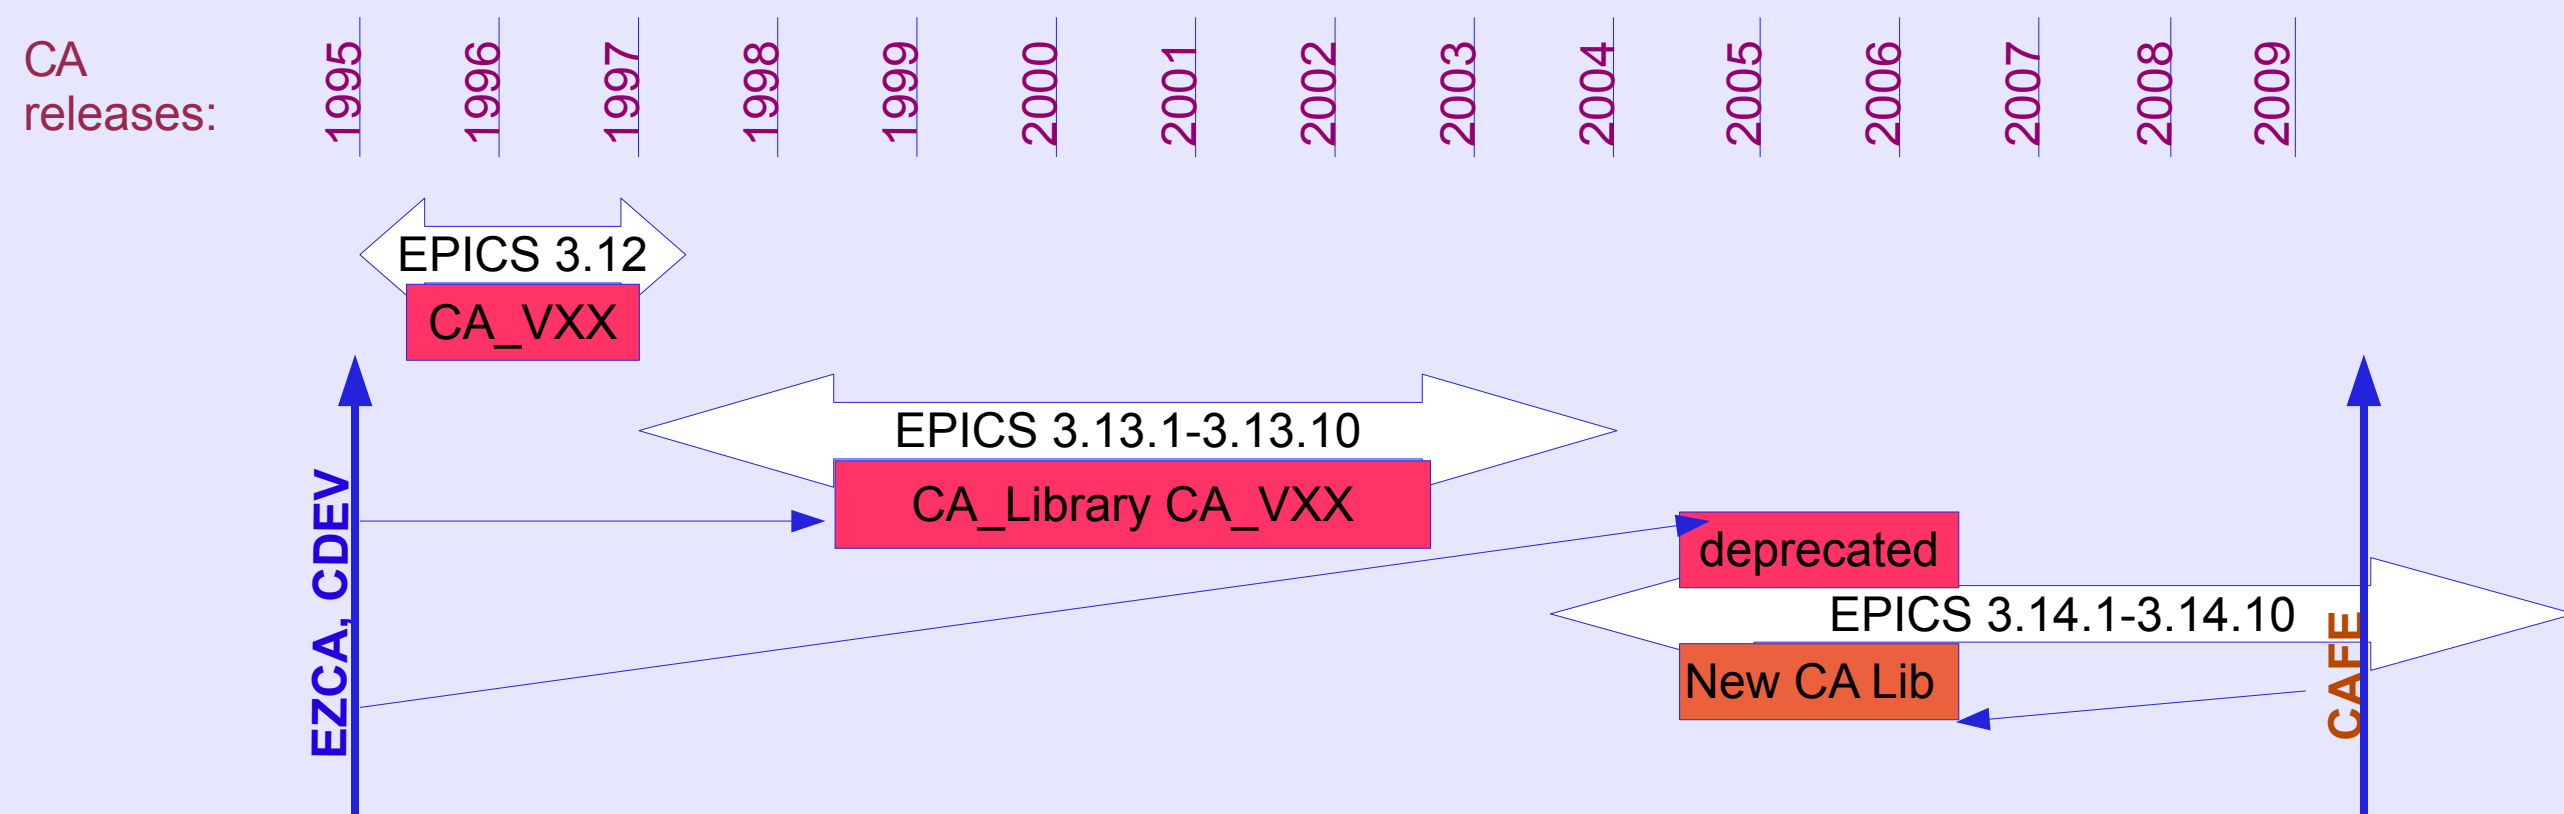 CA
releases:
1995
1996
1997
1998
1999
2000
2001
2002
2003
2004
2005
2006
2007
2008
2009
EPICS 3.12
CA_VXX
EPICS 3.13.1-3.13.10
CA_Library CA_VXX
EZCA, CDEV
deprecated
EPICS 3.14.1-3.14.10
New CA Lib
CAFE